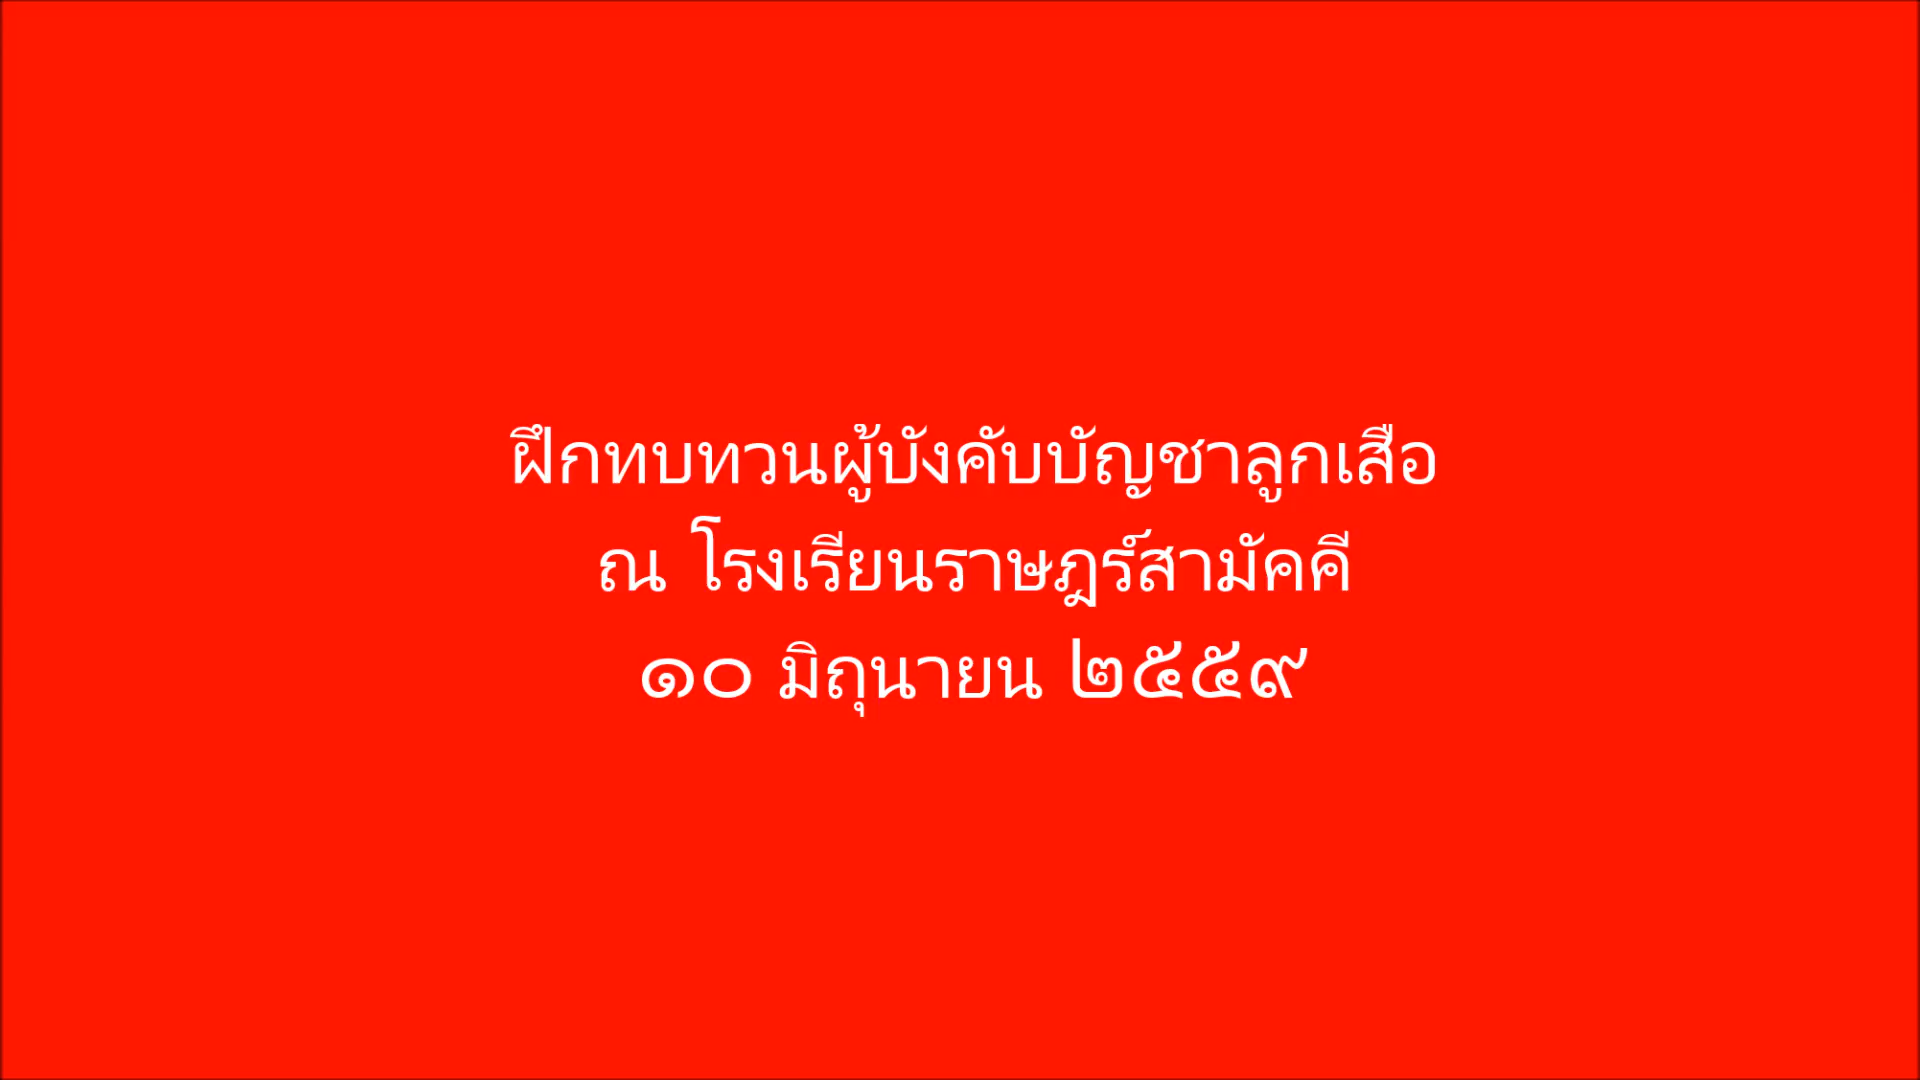 ฝึกทบทวนผู้บังคับบัญชาลูกเสือ
ณ โรงเรียนราษฎร์สามัคคี
๑๐ มิถุนายน ๒๕๕๙